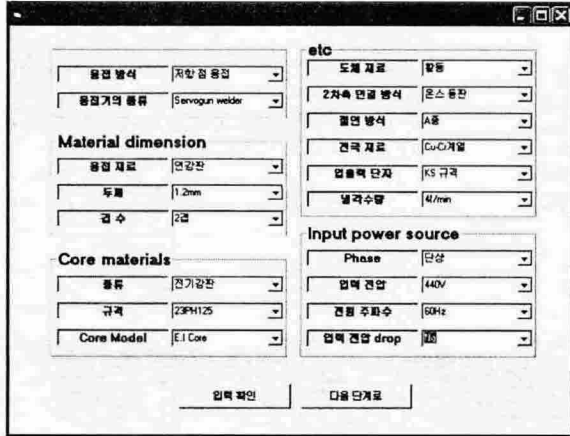 용접 방식 저항 점 용접
용접기의 종류 Servogun welder
Material dimension
용접 재료 연강판
두께 1.2mm
겹 수 2겹
Core materials
종류 전기강판
규격 23PH125
Core Model E.I Core
etc
도체 재료 황동
2차측 연결 방식 온스 동판
절연 방식 A종
전극 재료 Cu-Cr계열
입출력 단자 KS 규격
냉각수량 4ℓ/min
Input power source
Phase 단상
입력 전압 440V
전원 주파수 60Hz
입력 전압 drop
입력 확인
다음 단계로